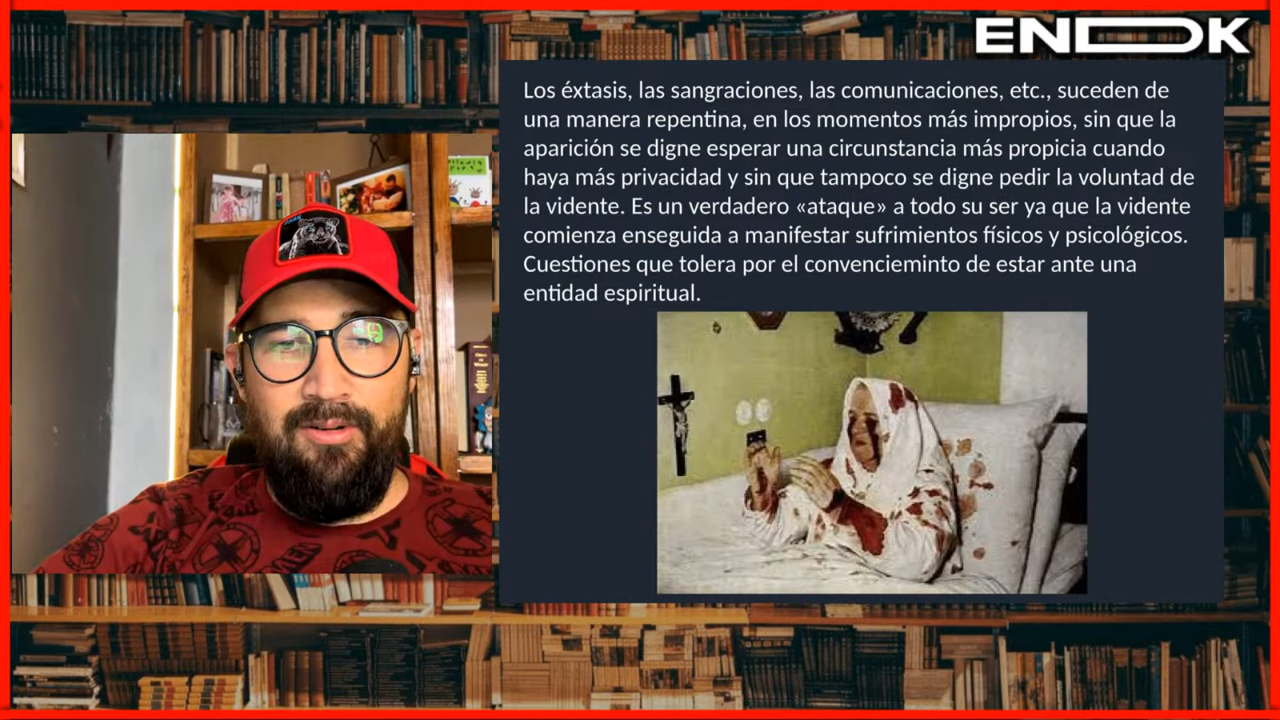 ENDK
Los éxtasis, las sangraciones, las comunicaciones, etc., suceden de
una manera repentina, en los momentos más impropios, sin que la
aparición se digne esperar una circunstancia más propicia cuando
haya más privacidad y sin que tampoco se digne pedir la voluntad de
la vidente. Es un verdadero «ataque» a todo su ser ya que la vidente
comienza enseguida a manifestar sufrimientos físicos y psicológicos.
Cuestiones que tolera por el convencieminto de estar ante una
entidad espiritual.